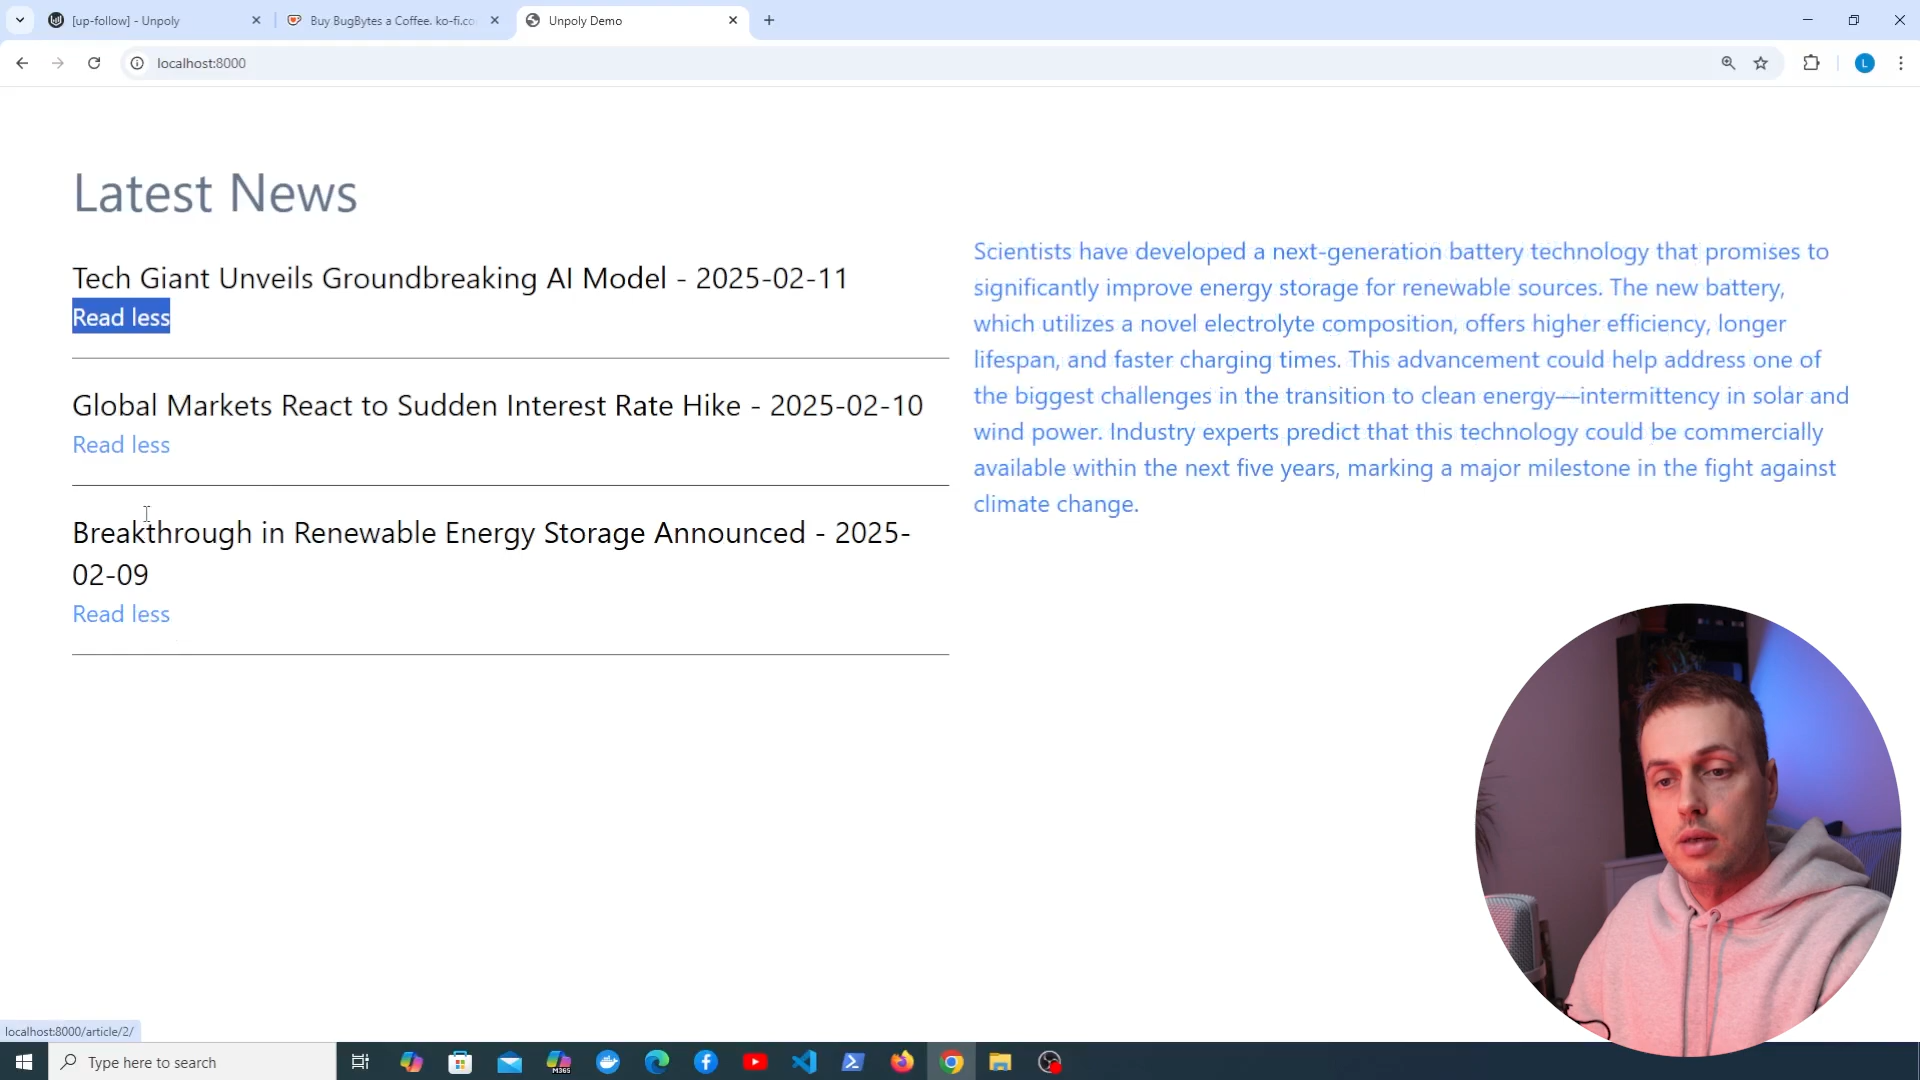 [up-follow] - Unpoly
Buy BugBytes a Coffee. ko-fi.co
Unpoly Demo
localhost:8000
L
Latest News
Tech Giant Unveils Groundbreaking AI Model - 2025-02-11
Read less
Global Markets React to Sudden Interest Rate Hike - 2025-02-10
Read less
Breakthrough in Renewable Energy Storage Announced - 2025-
02-09
Read less
Scientists have developed a next-generation battery technology that promises to
significantly improve energy storage for renewable sources. The new battery,
which utilizes a novel electrolyte composition, offers higher efficiency, longer
lifespan, and faster charging times. This advancement could help address one of
the biggest challenges in the transition to clean energy—intermittency in solar and
wind power. Industry experts predict that this technology could be commercially
available within the next five years, marking a major milestone in the fight against
climate change.
localhost:8000/article/2/
Type here to search
M365